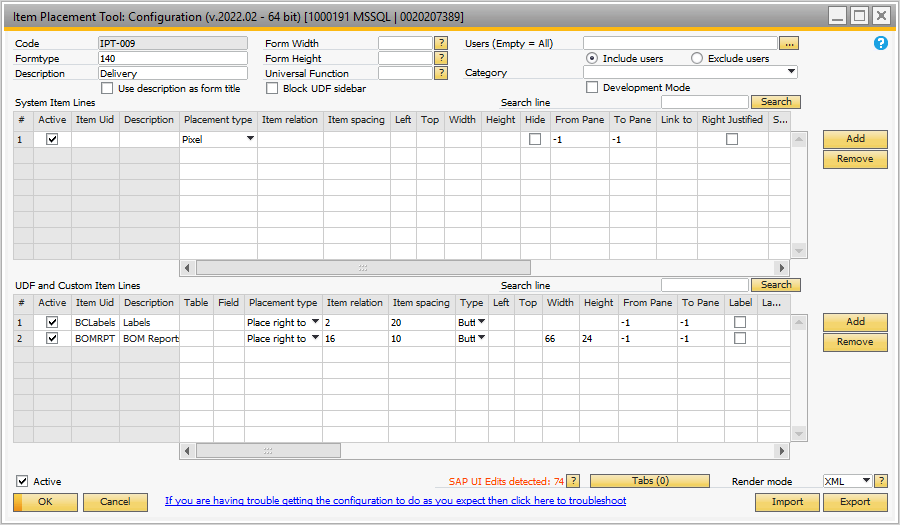 Item Placement Tool: Configuration (v.2022.02 - 64 bit) [1000191 MSSQL | 0020207389]
Code IPT-009 Form Width ? Users (Empty = All) ... ?
Formtype 140 Form Height ? Include users Exclude users
Description Delivery Universal Function ? Category
Use description as form title Block UDF sidebar Development Mode
System Item Lines Search line Search
# Active Item Uid Description Placement type Item relation Item spacing Left Top Width Height Hide From Pane To Pane Link to Right Justified S...
1 Pixel -1 -1 Add
Remove
UDF and Custom Item Lines Search line Search
# Active Item Uid Description Table Field Placement type Item relation Item spacing Type Left Top Width Height From Pane To Pane Label La...
1 BCLabels Labels Place right to 2 20 Butt -1 -1 Add
2 BOMRPT BOM Reports Place right to 16 10 Butt 66 24 -1 -1 Remove
Active SAP UI Edits detected: 74 ? Tabs (0) Render mode XML ?
OK Cancel If you are having trouble getting the configuration to do as you expect then click here to troubleshoot Import Export